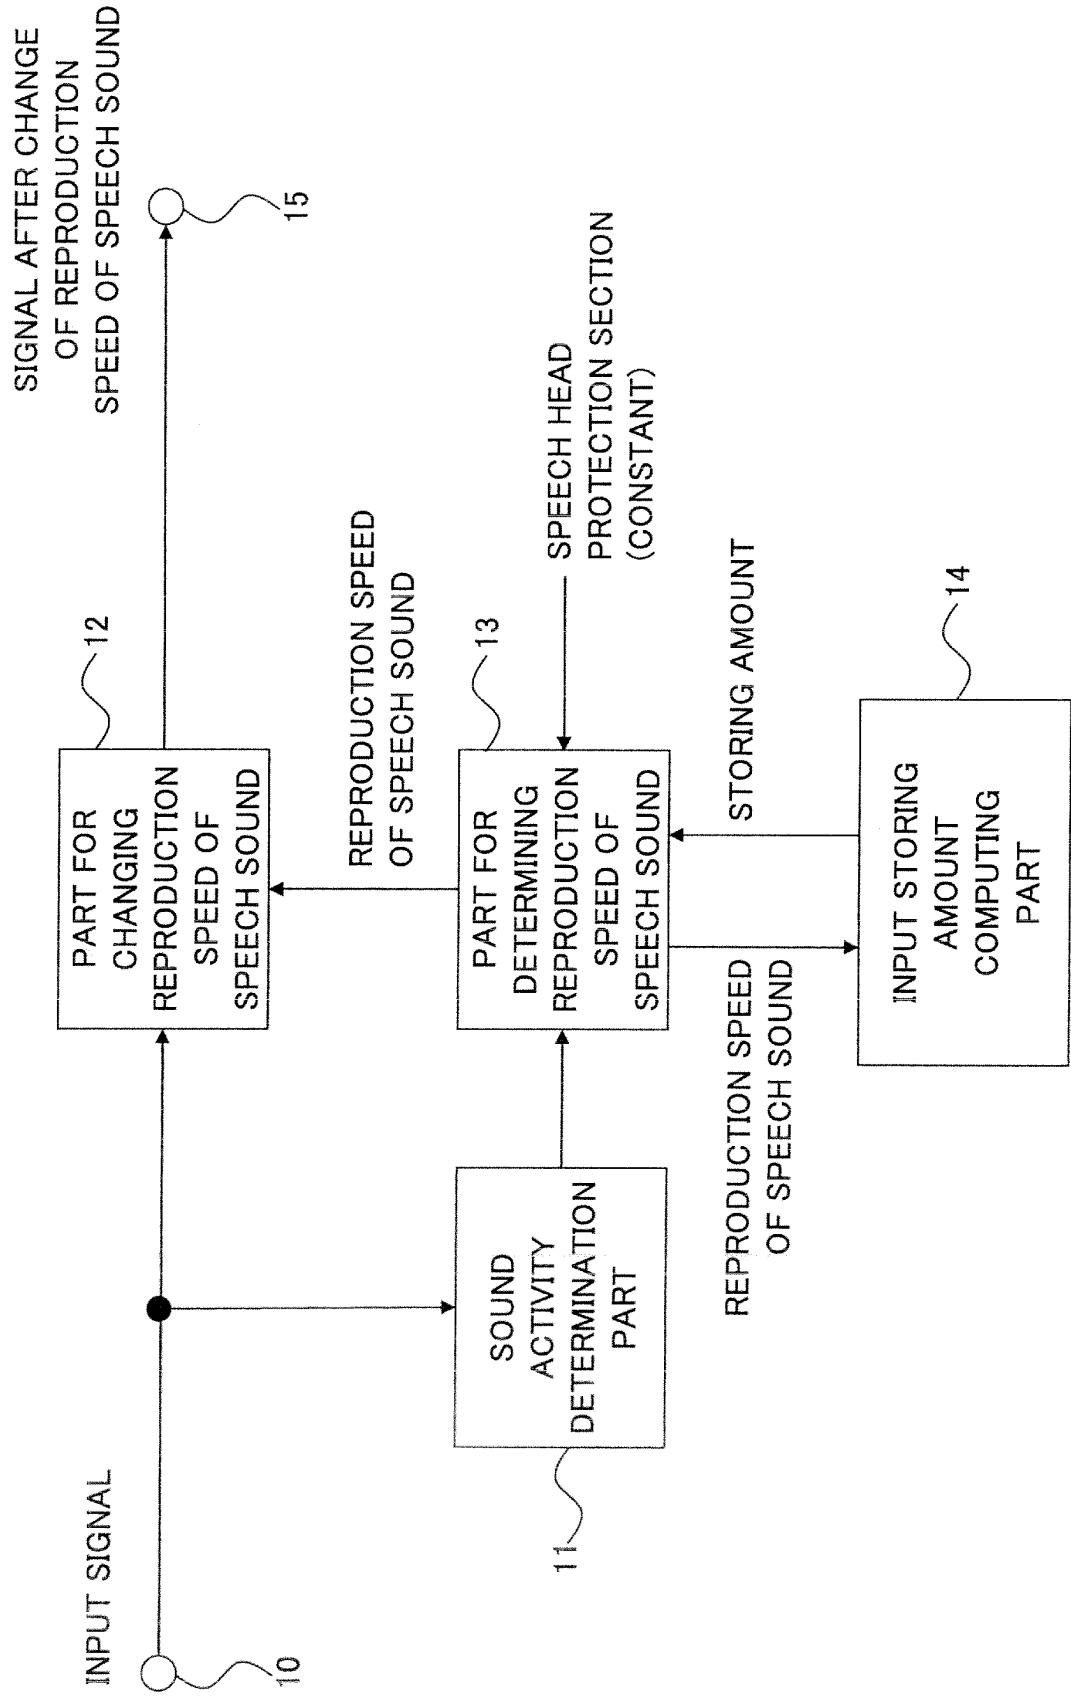 INPUT SIGNAL
10
SIGNAL AFTER CHANGE
OF REPRODUCTION
SPEED OF SPEECH SOUND
15
12
PART FOR
CHANGING
REPRODUCTION
SPEED OF
SPEECH SOUND
REPRODUCTION SPEED
OF SPEECH SOUND
11
SOUND
ACTIVITY
DETERMINATION
PART
13
PART FOR
DETERMINING
REPRODUCTION
SPEED OF
SPEECH SOUND
SPEECH HEAD
PROTECTION SECTION
(CONSTANT)
REPRODUCTION SPEED
OF SPEECH SOUND
STORING AMOUNT
14
INPUT STORING
AMOUNT
COMPUTING
PART